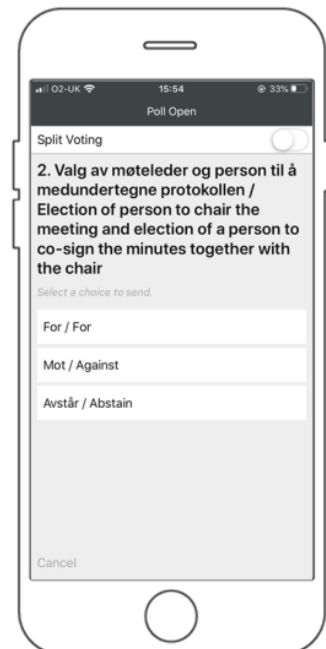 O2-UK 15:54 33%
Poll Open
Split Voting
2. Valg av møteleder og person til å
medundertegne protokollen /
Election of person to chair the
meeting and election of a person to
co-sign the minutes together with
the chair
Select a choice to send.
For / For
Mot / Against
Avstår / Abstain
Cancel